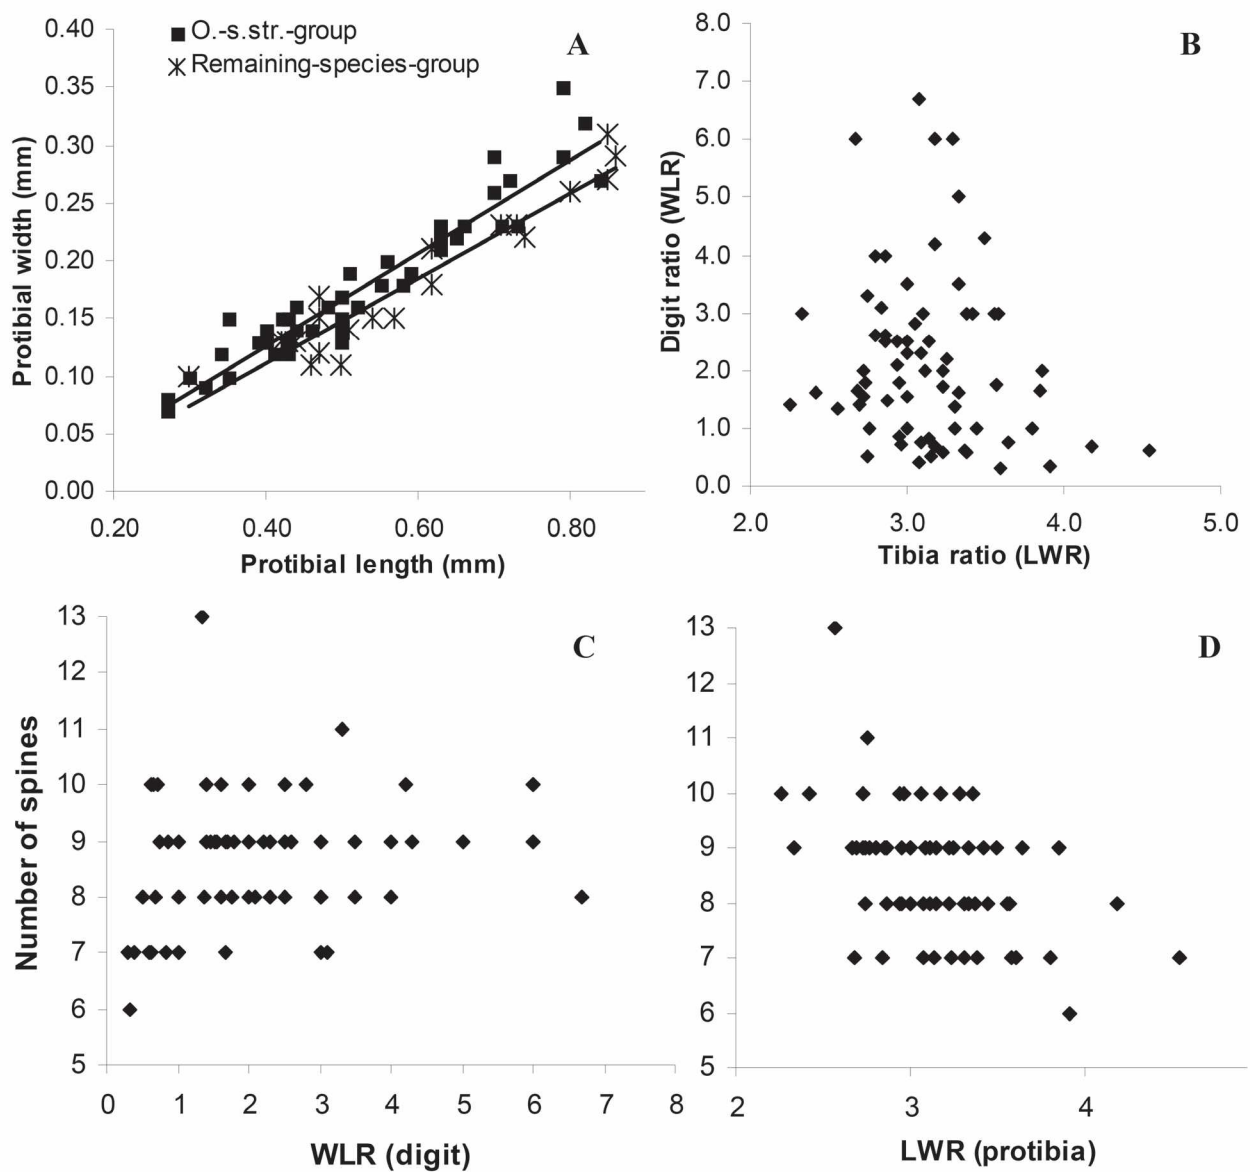 A
O.-s.str.-group
Remaining-species-group
Protibial width (mm)
0.40
0.35
0.30
0.25
0.20
0.15
0.10
0.05
0.00
0.20 0.40 0.60 0.80
Protibial length (mm)
B
Digit ratio (WLR)
8.0
7.0
6.0
5.0
4.0
3.0
2.0
1.0
0.0
2.0 3.0 4.0 5.0
Tibia ratio (LWR)
C
Number of spines
13
12
11
10
9
8
7
6
5
0 1 2 3 4 5 6 7 8
WLR (digit)
D
13
12
11
10
9
8
7
6
5
2 3 4
LWR (protibia)